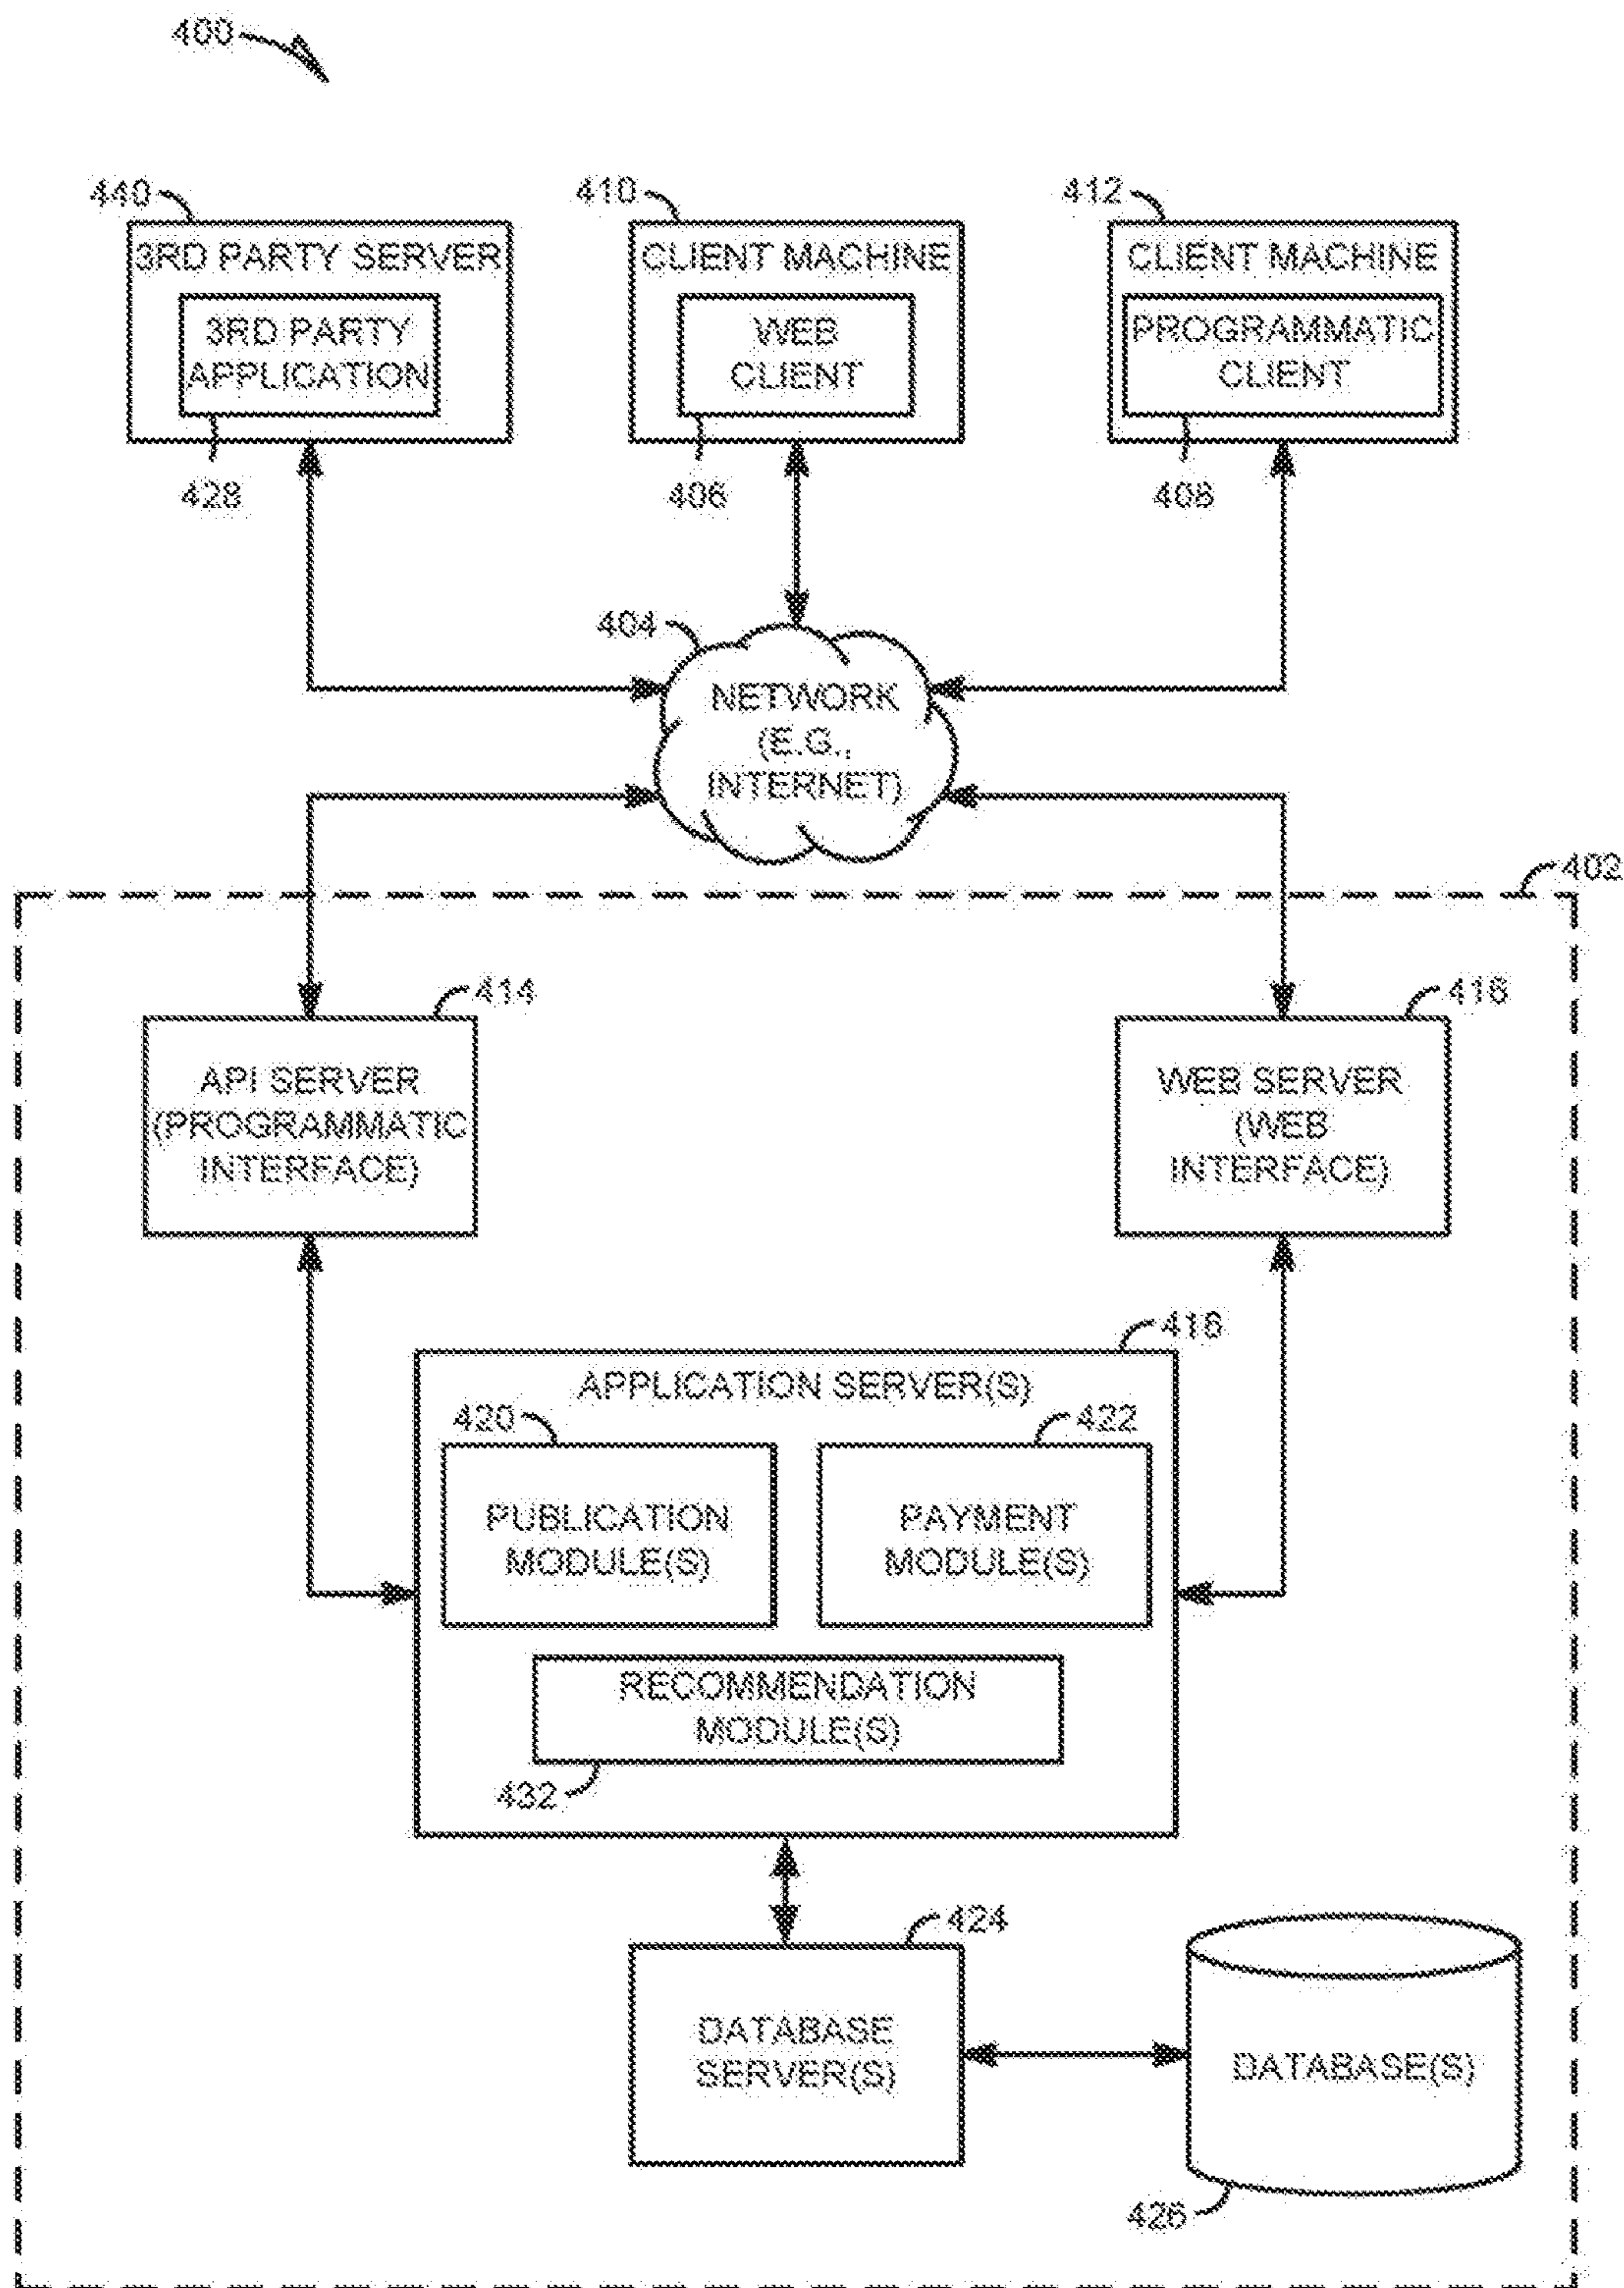 400
440
3RD PARTY SERVER
3RD PARTY
APPLICATION
428
410
CLIENT MACHINE
WEB
CLIENT
406
412
CLIENT MACHINE
PROGRAMMATIC
CLIENT
408
404
NETWORK
(E.G.,
INTERNET)
402
414
API SERVER
(PROGRAMMATIC
INTERFACE)
416
WEB SERVER
(WEB
INTERFACE)
418
APPLICATION SERVER(S)
420
PUBLICATION
MODULE(S)
422
PAYMENT
MODULE(S)
RECOMMENDATION
MODULE(S)
432
424
DATABASE
SERVER(S)
DATABASE(S)
426